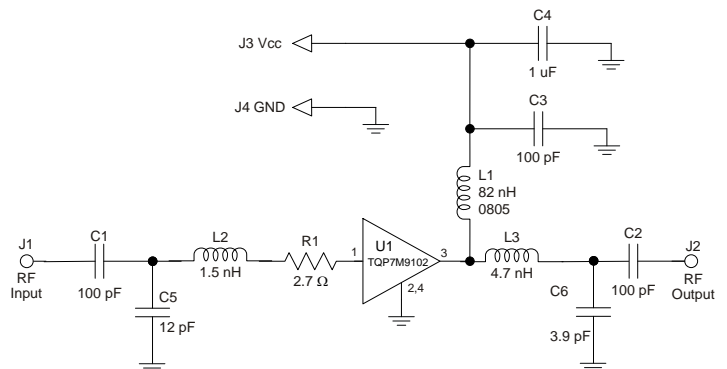 C4
J3 Vcc
1 uF
C3
J4 GND
100 pF
L1
82 nH
0805
J1
C1
L2
R1
1
U1
TQP7M9102
3
L3
C2
J2
RF
Input
100 pF
C5
12 pF
1.5 nH
2.7 Ω
2,4
4.7 nH
C6
3.9 pF
100 pF
RF
Output